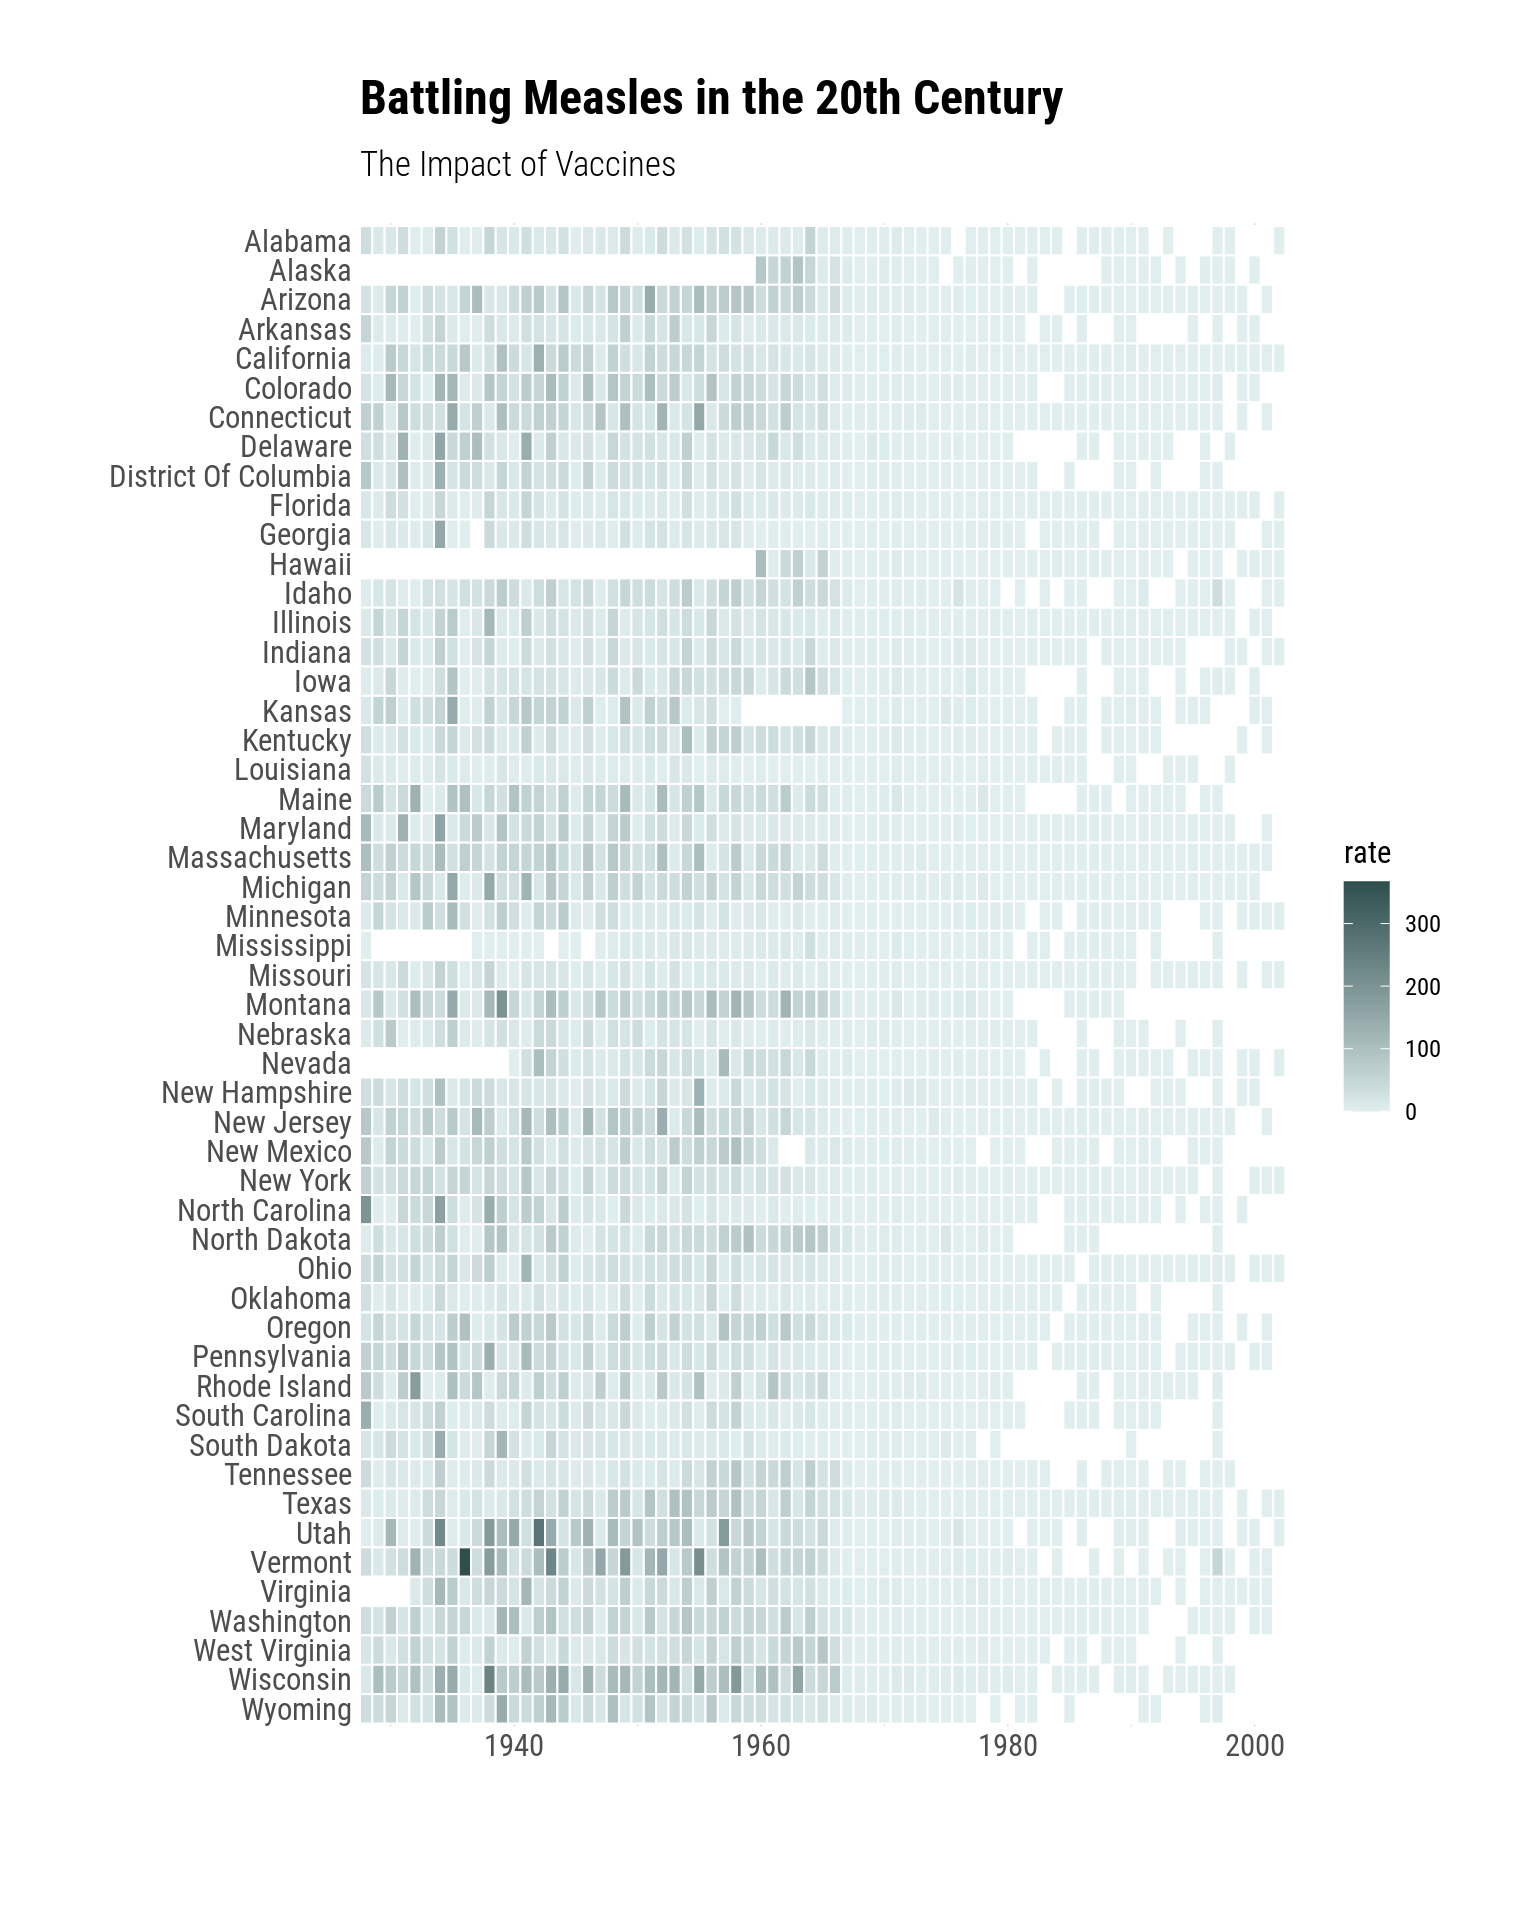 Battling Measles in the 20th Century
The Impact of Vaccines
Alabama
Alaska
Arizona
Arkansas
California
Colorado
Connecticut
Delaware
District Of Columbia
Florida
Georgia
Hawaii
Idaho
Illinois
Indiana
Iowa
Kansas
Kentucky
Louisiana
Maine
Maryland
Massachusetts
Michigan
Minnesota
Mississippi
Missouri
Montana
Nebraska
Nevada
New Hampshire
New Jersey
New Mexico
New York
North Carolina
North Dakota
Ohio
Oklahoma
Oregon
Pennsylvania
Rhode Island
South Carolina
South Dakota
Tennessee
Texas
Utah
Vermont
Virginia
Washington
West Virginia
Wisconsin
Wyoming
1940 1960 1980 2000
rate
300
200
100
0